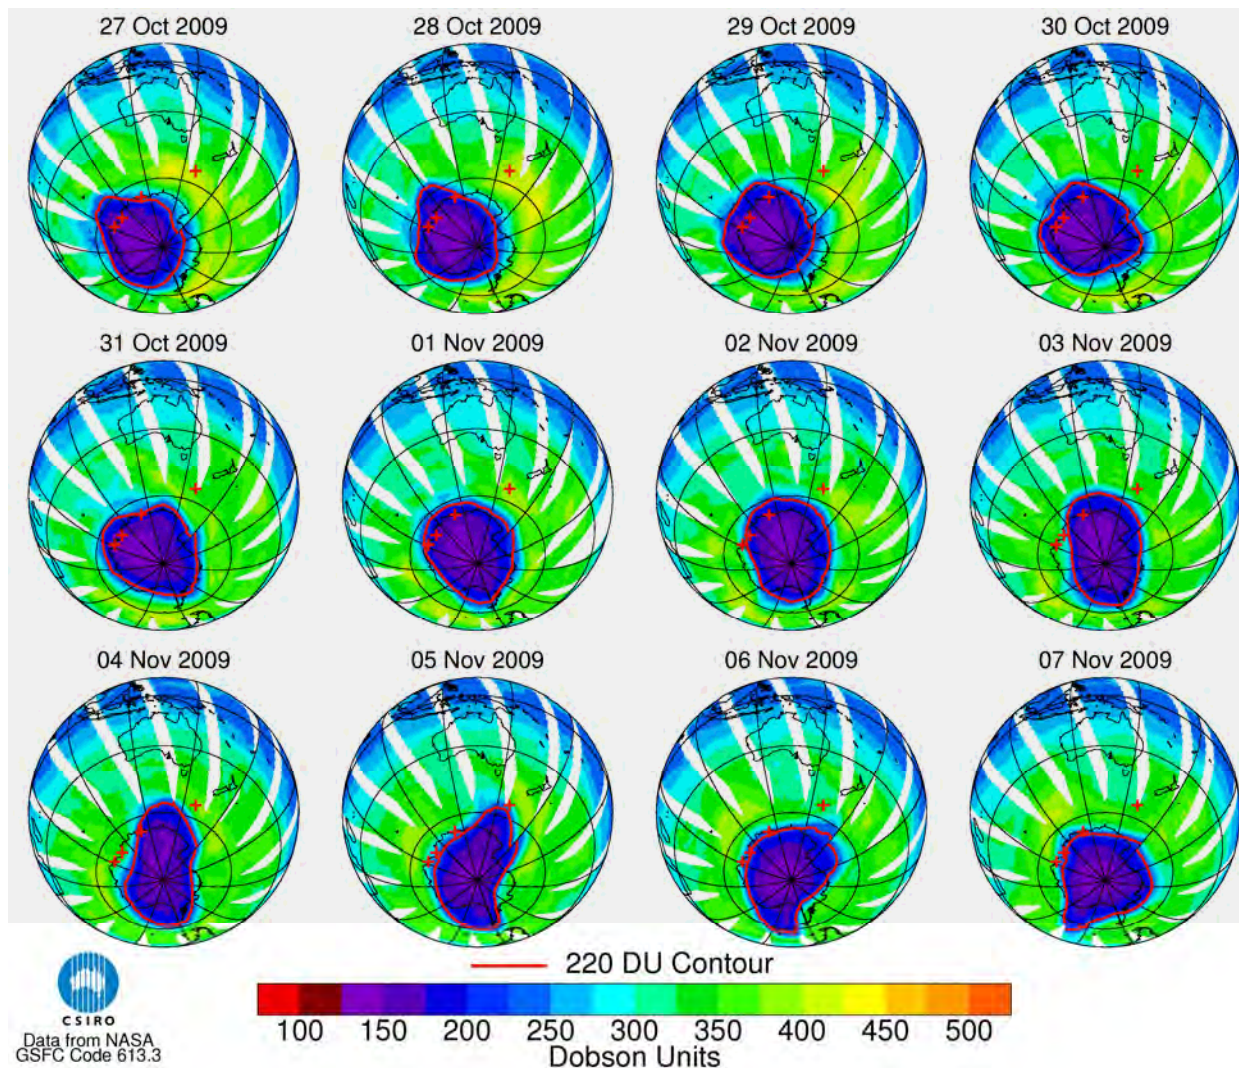 27 Oct 2009 28 Oct 2009 29 Oct 2009 30 Oct 2009
31 Oct 2009 01 Nov 2009 02 Nov 2009 03 Nov 2009
04 Nov 2009 05 Nov 2009 06 Nov 2009 07 Nov 2009
220 DU Contour
CSIRO
100 150 200 250 300 350 400 450 500
Data from NASA
GSFC Code 613.3
Dobson Units